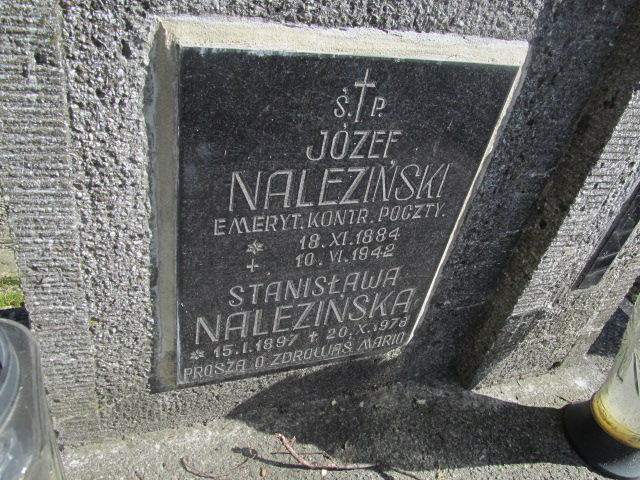 Ś. † P.
JÓZEF
NALEZIŃSKI
EMERYT. KONTR. POCZTY.
* 18. XI. 1884
+ 10. VI. 1942
STANISŁAWA
NALEZIŃSKA
* 15. I. 1897 + 20. X. 1978
PROSZĄ O ZDROWAŚ MARIO